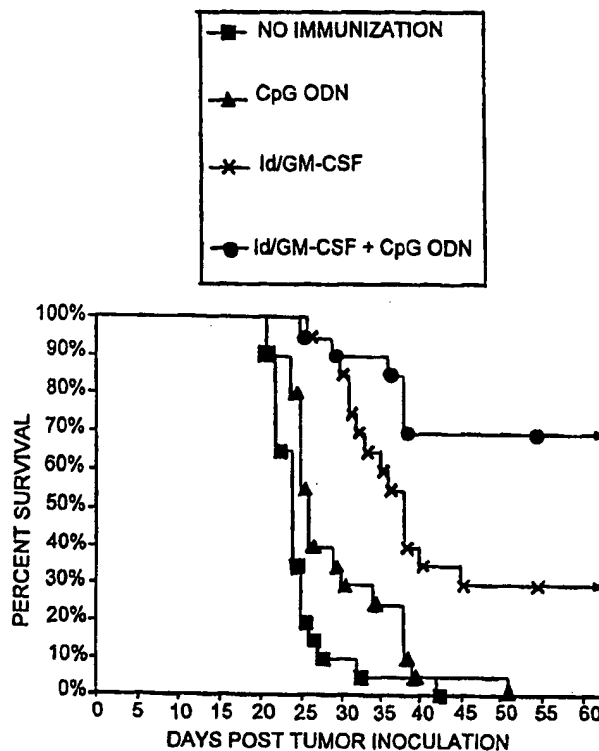 NO IMMUNIZATION
CpG ODN
Id/GM-CSF
Id/GM-CSF + CpG ODN
100%
90%
80%
70%
60%
50%
40%
30%
20%
10%
0%
PERCENT SURVIVAL
0 5 10 15 20 25 30 35 40 45 50 55 60
DAYS POST TUMOR INOCULATION